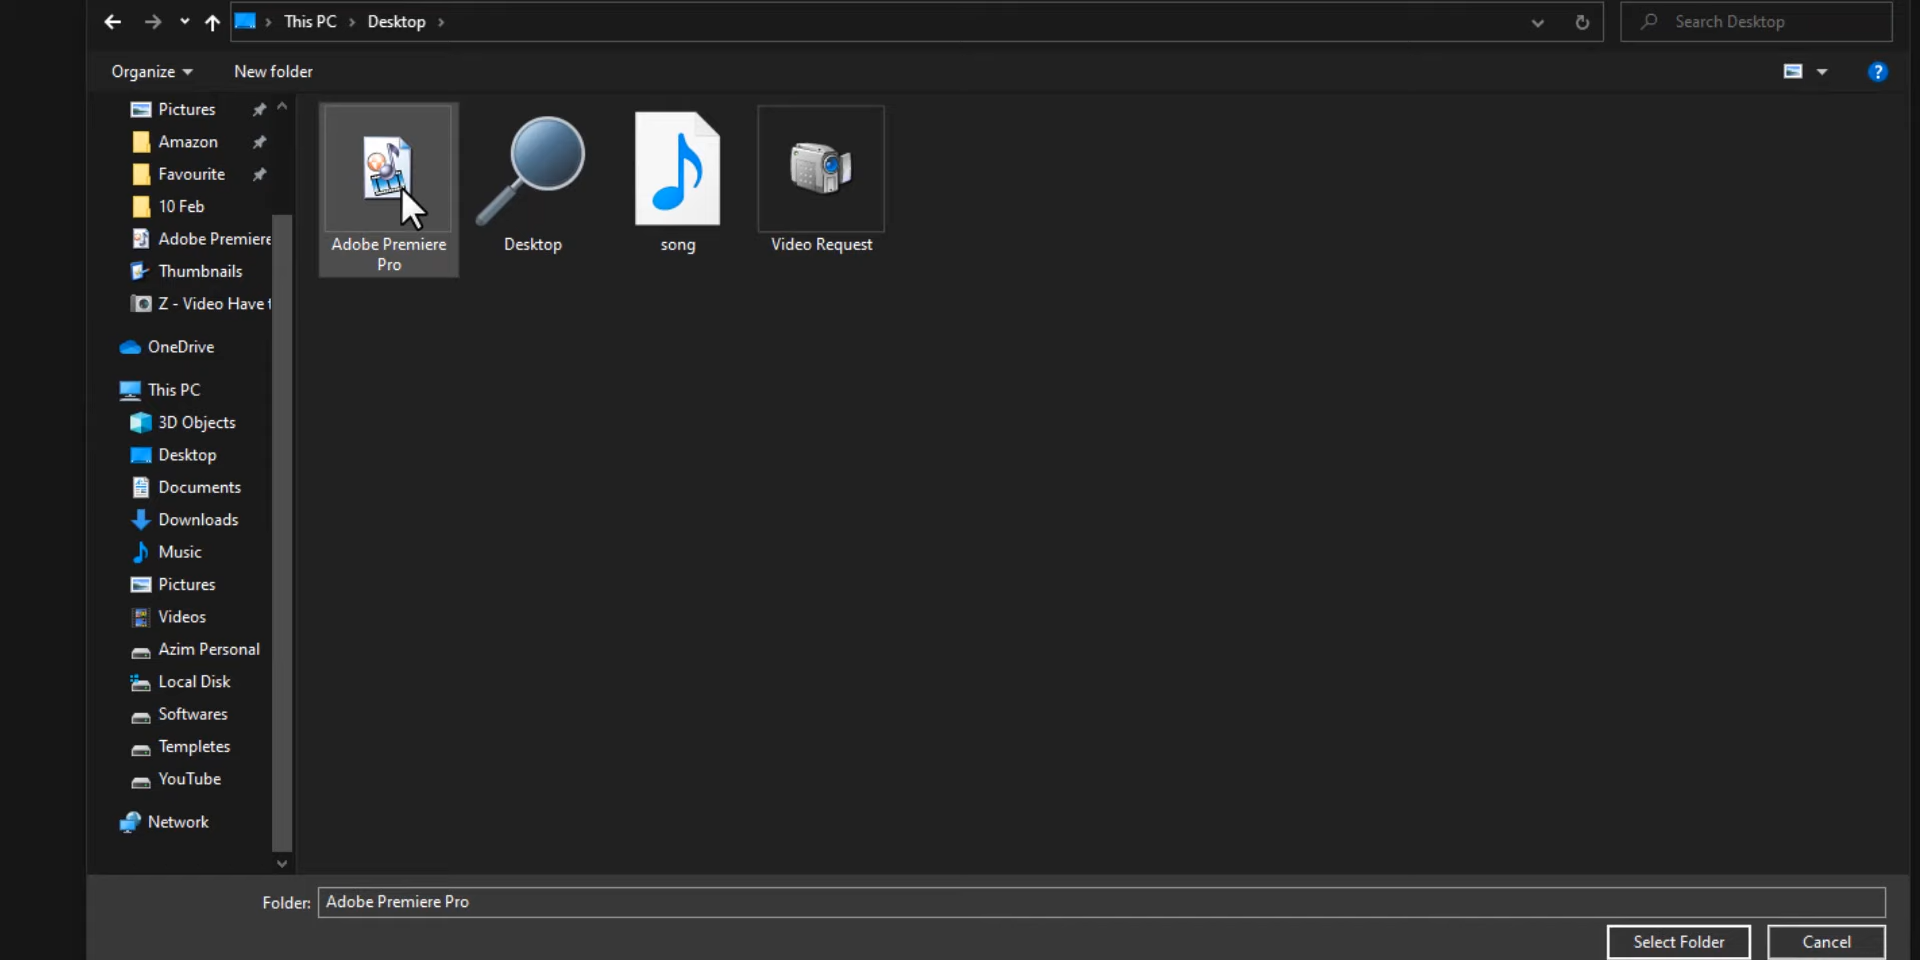 This PC
Desktop
Search Desktop
Organize
New folder
Pictures
Amazon
Favourite
10 Feb
Adobe Premiere
Thumbnails
Z - Video Have t
OneDrive
This PC
3D Objects
Desktop
Documents
Downloads
Music
Pictures
Videos
Azim Personal
Local Disk
Softwares
Templetes
YouTube
Network
Adobe Premiere
Pro
Desktop
song
Video Request
Folder:
Adobe Premiere Pro
Select Folder
Cancel